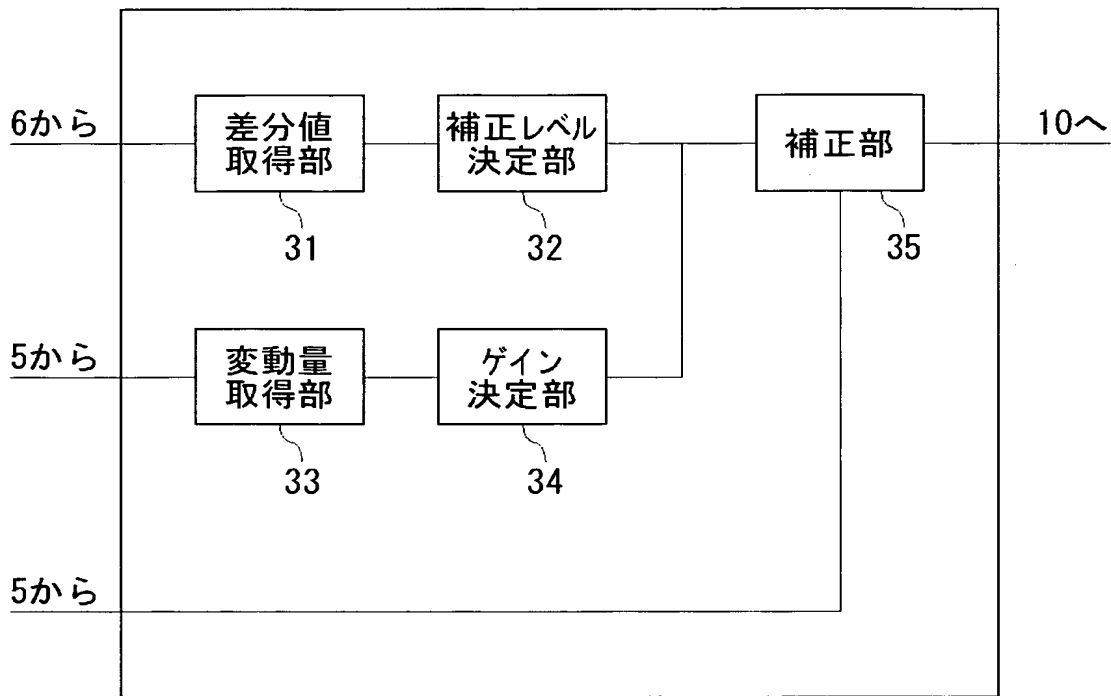 6から
差分値
取得部
31
補正レベル
決定部
32
補正部
35
10へ
5から
変動量
取得部
33
ゲイン
決定部
34
5から